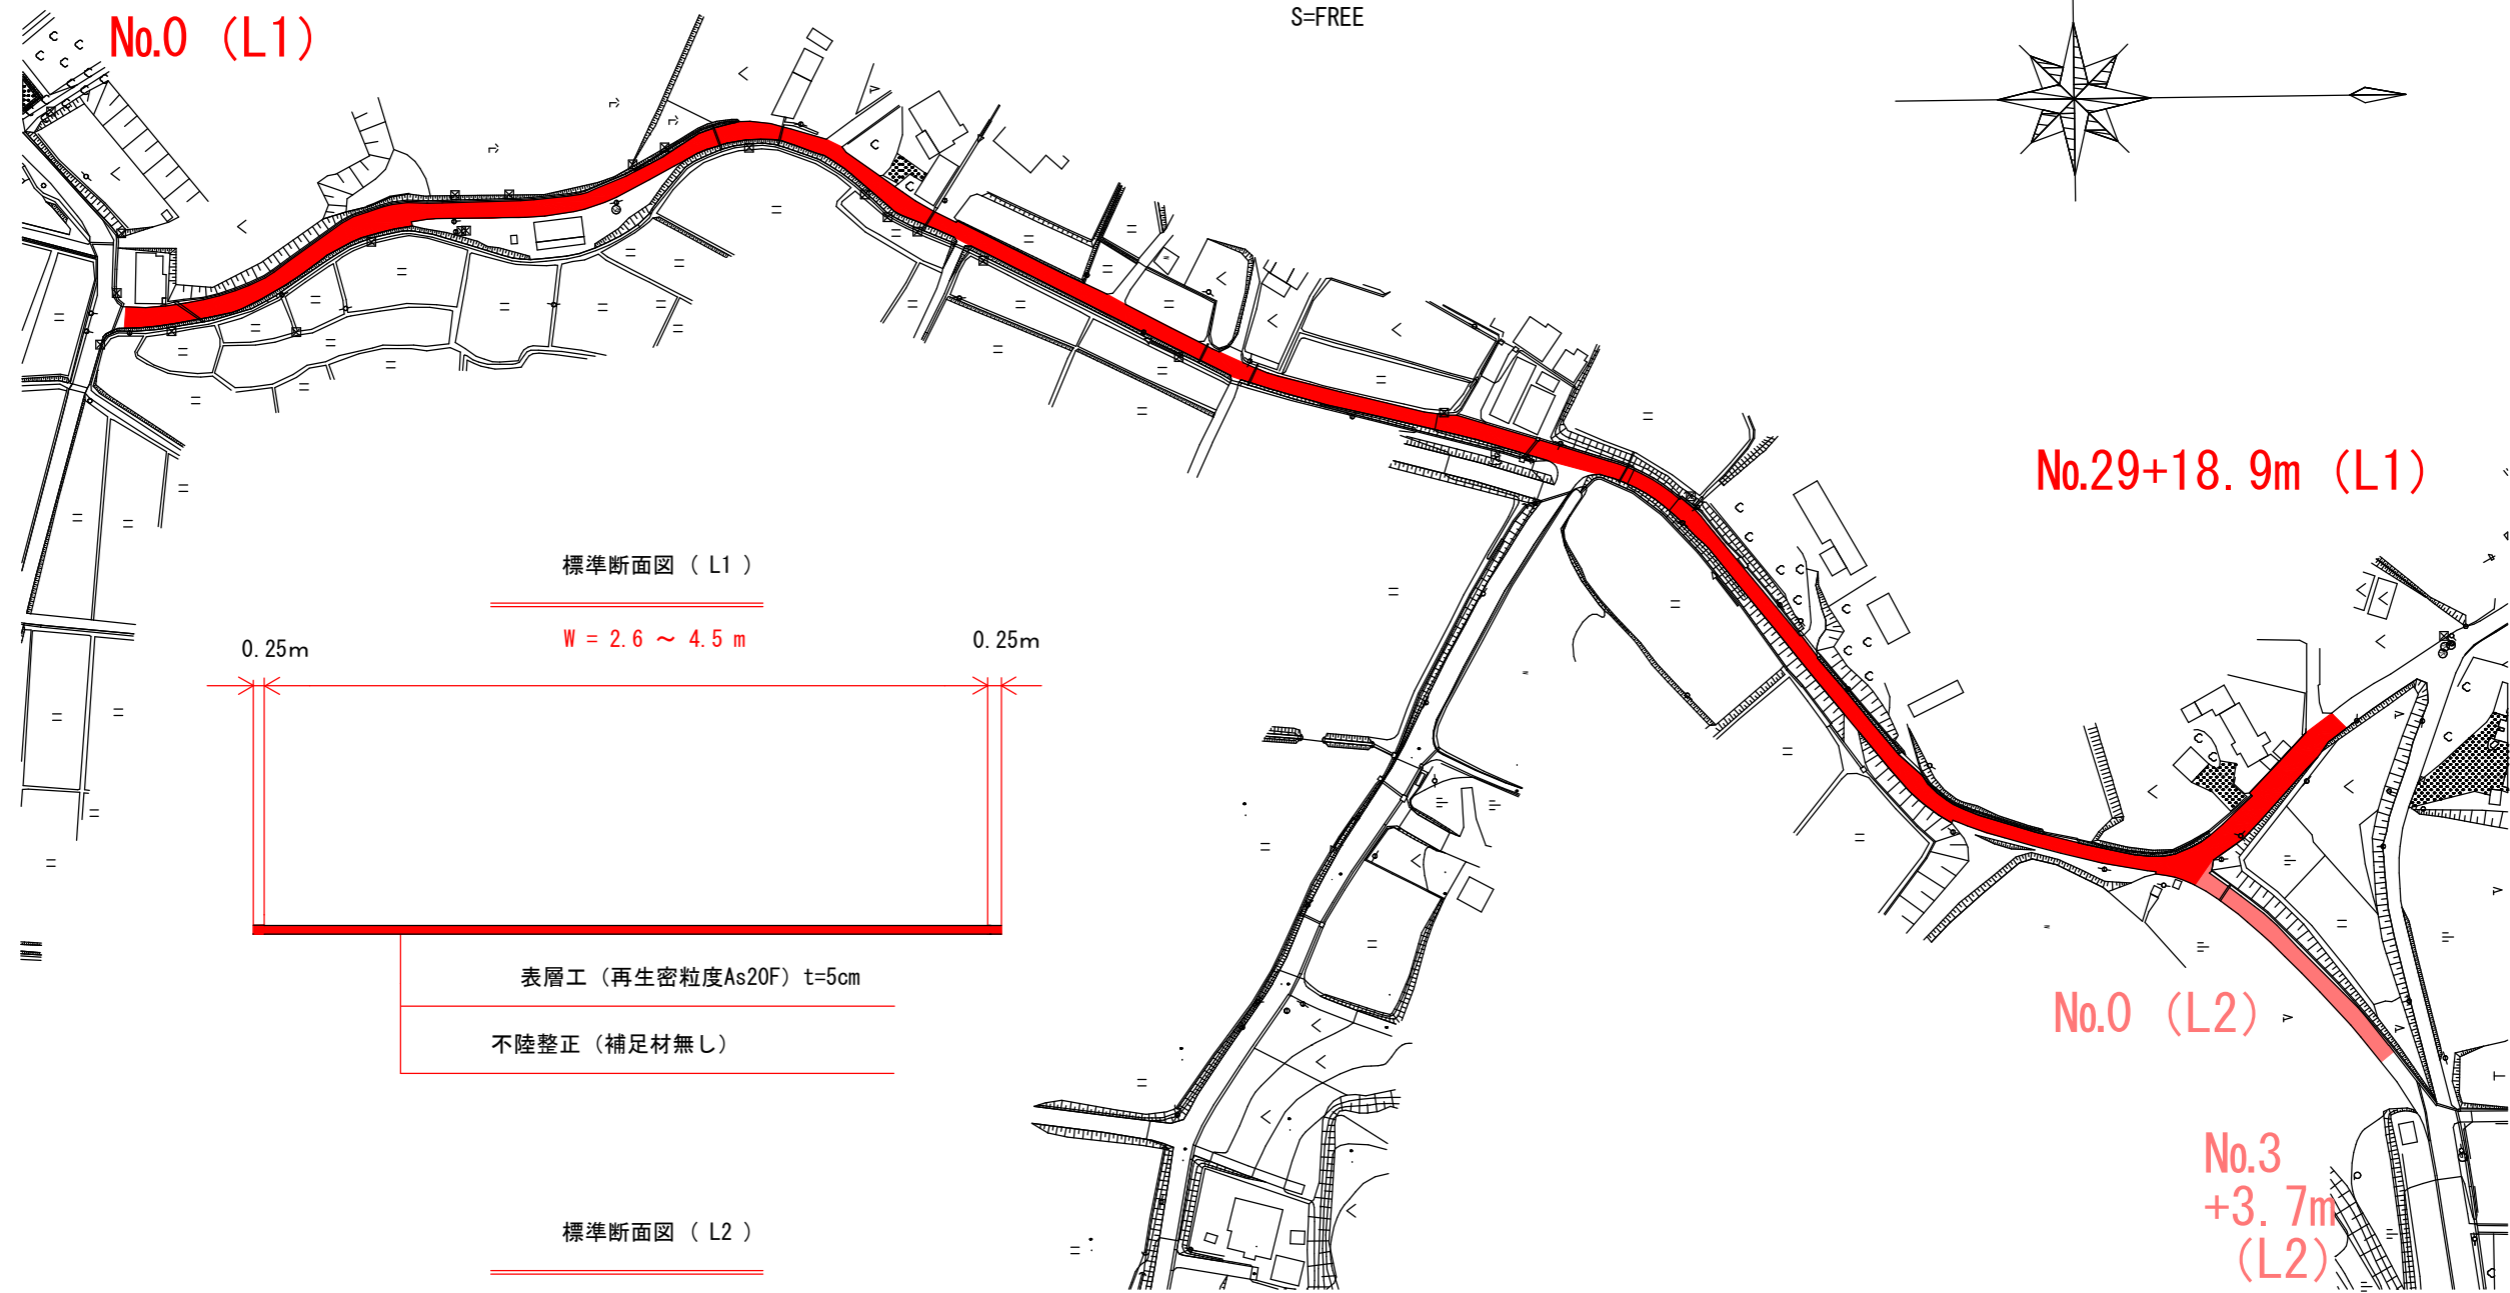 S=FREE
No.0 （L1）
No.29+18.9m （L1）
標準断面図 （ L1 ）
W = 2.6 ～ 4.5 m
0.25m
0.25m
表層工（再生密粒度As20F）t=5cm
不陸整正（補足材無し）
No.0 （L2）
No.3
+3.7m
（L2）
標準断面図 （ L2 ）